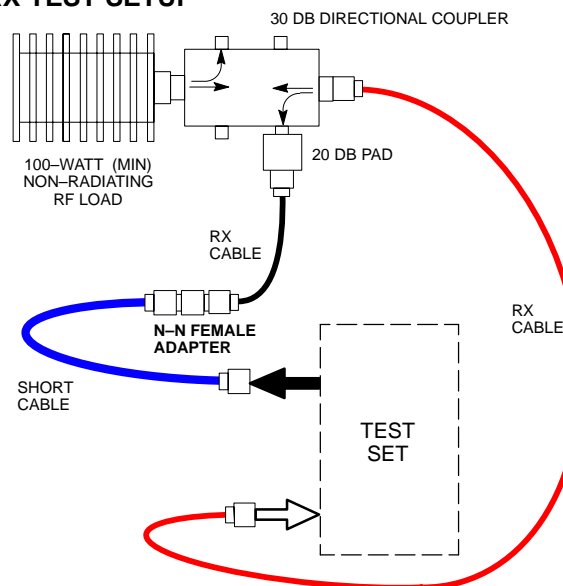 RX TEST SETUP
30 DB DIRECTIONAL COUPLER
100–WATT (MIN)
NON–RADIATING
RF LOAD
20 DB PAD
RX
CABLE
N–N FEMALE
ADAPTER
RX
CABLE
SHORT
CABLE
TEST
SET